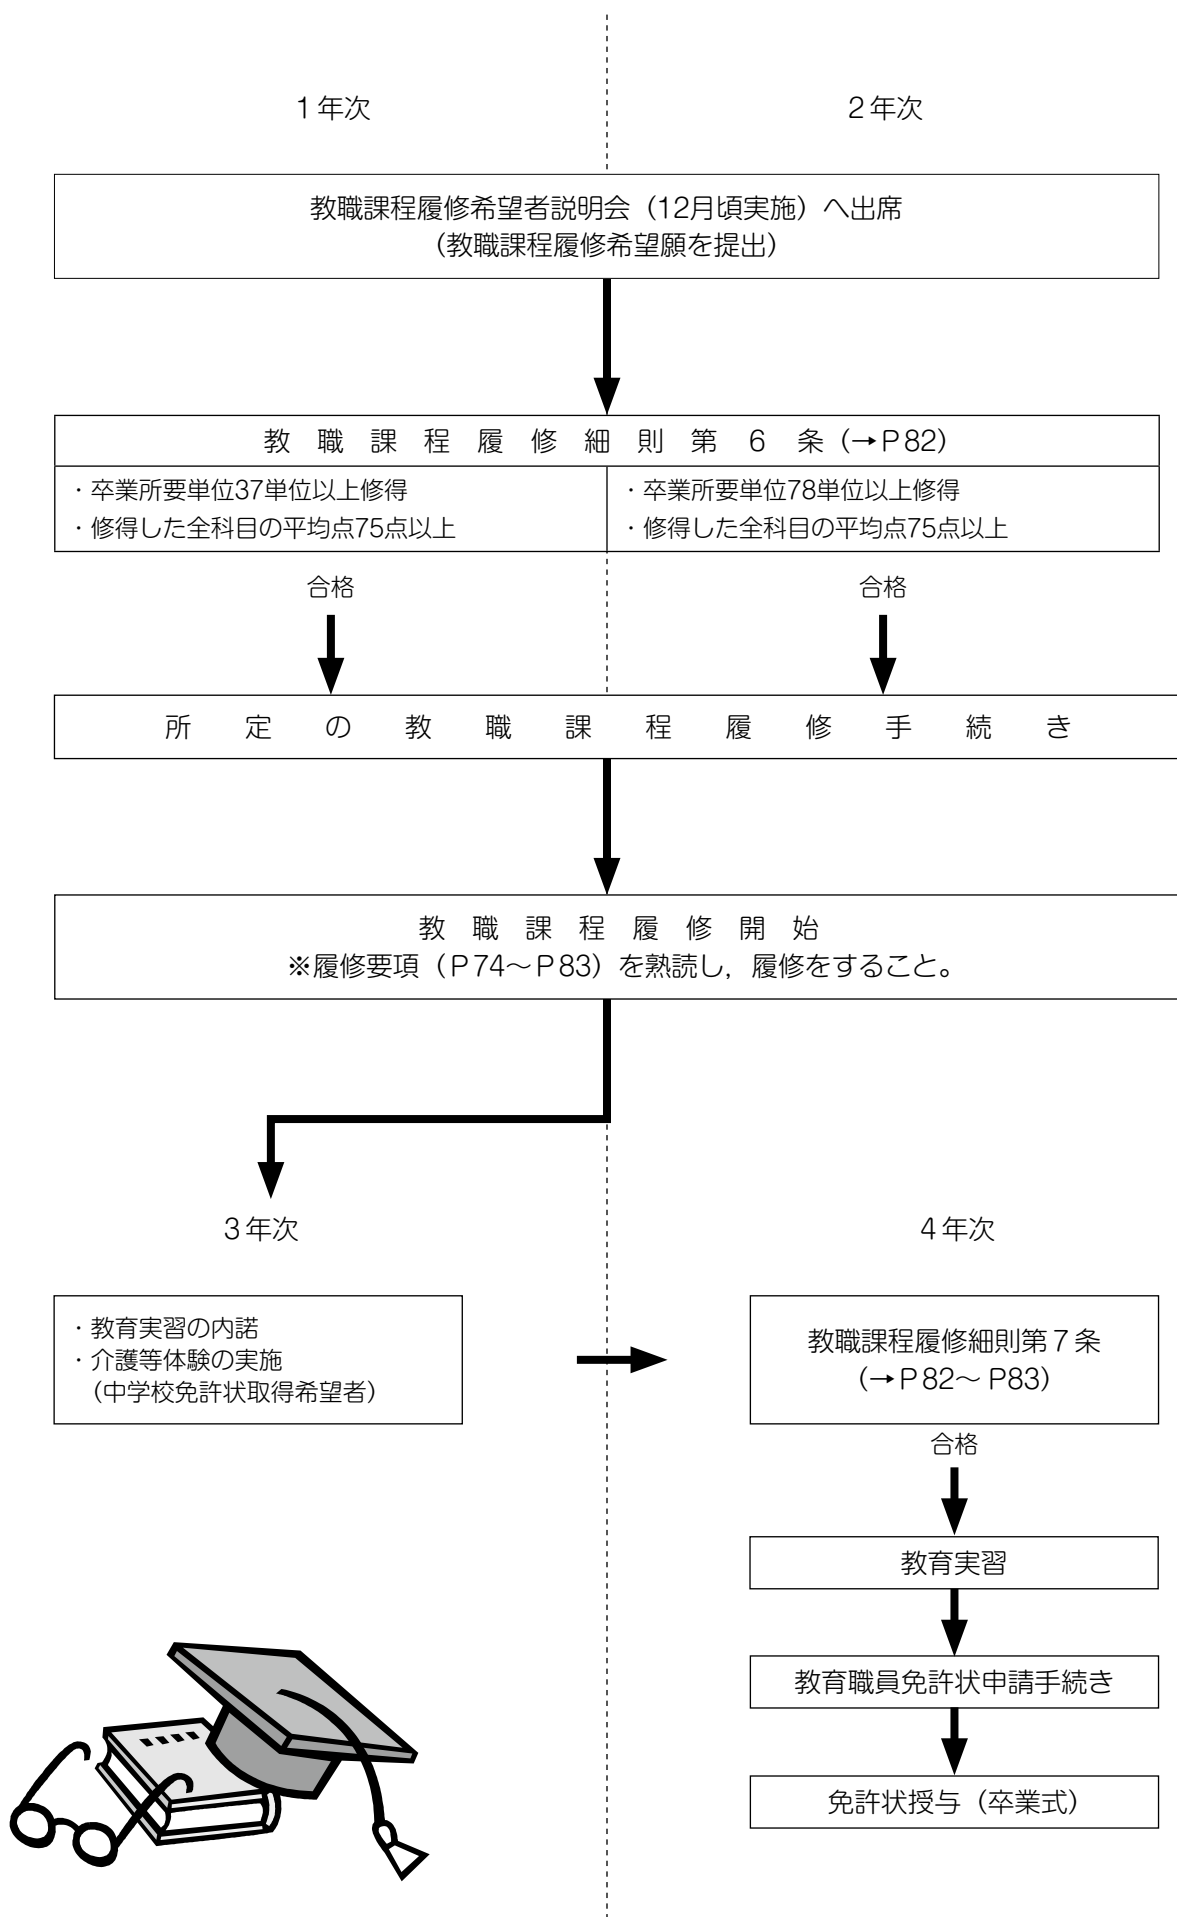 1年次
2年次
教職課程履修希望者説明会（12月頃実施）へ出席
（教職課程履修希望願を提出）
教職課程履修細則第6条（→P82）
・卒業所要単位37単位以上修得
・修得した全科目の平均点75点以上
・卒業所要単位78単位以上修得
・修得した全科目の平均点75点以上
合格
合格
所定の教職課程履修手続き
教職課程履修開始
※履修要項（P74～P83）を熟読し，履修をすること。
3年次
4年次
・教育実習の内諾
・介護等体験の実施
（中学校免許状取得希望者）
教職課程履修細則第7条
（→P82～P83）
合格
教育実習
教育職員免許状申請手続き
免許状授与（卒業式）